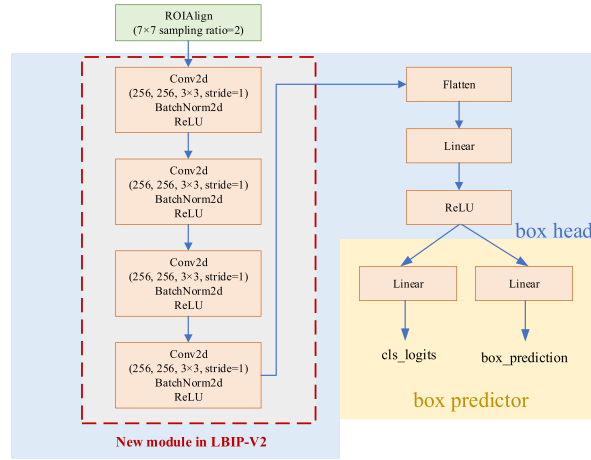 ROIAlign
(7×7 sampling ratio=2)
Conv2d
(256, 256, 3×3, stride=1)
BatchNorm2d
ReLU
Conv2d
(256, 256, 3×3, stride=1)
BatchNorm2d
ReLU
Conv2d
(256, 256, 3×3, stride=1)
BatchNorm2d
ReLU
Conv2d
(256, 256, 3×3, stride=1)
BatchNorm2d
ReLU
New module in LBIP-V2
Flatten
Linear
ReLU
box head
Linear
Linear
cls_logits
box_prediction
box predictor